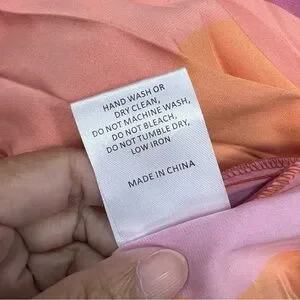 HAND WASH OR
DRY CLEAN,
DO NOT MACHINE WASH,
DO NOT BLEACH,
DO NOT TUMBLE DRY,
LOW IRON
MADE IN CHINA